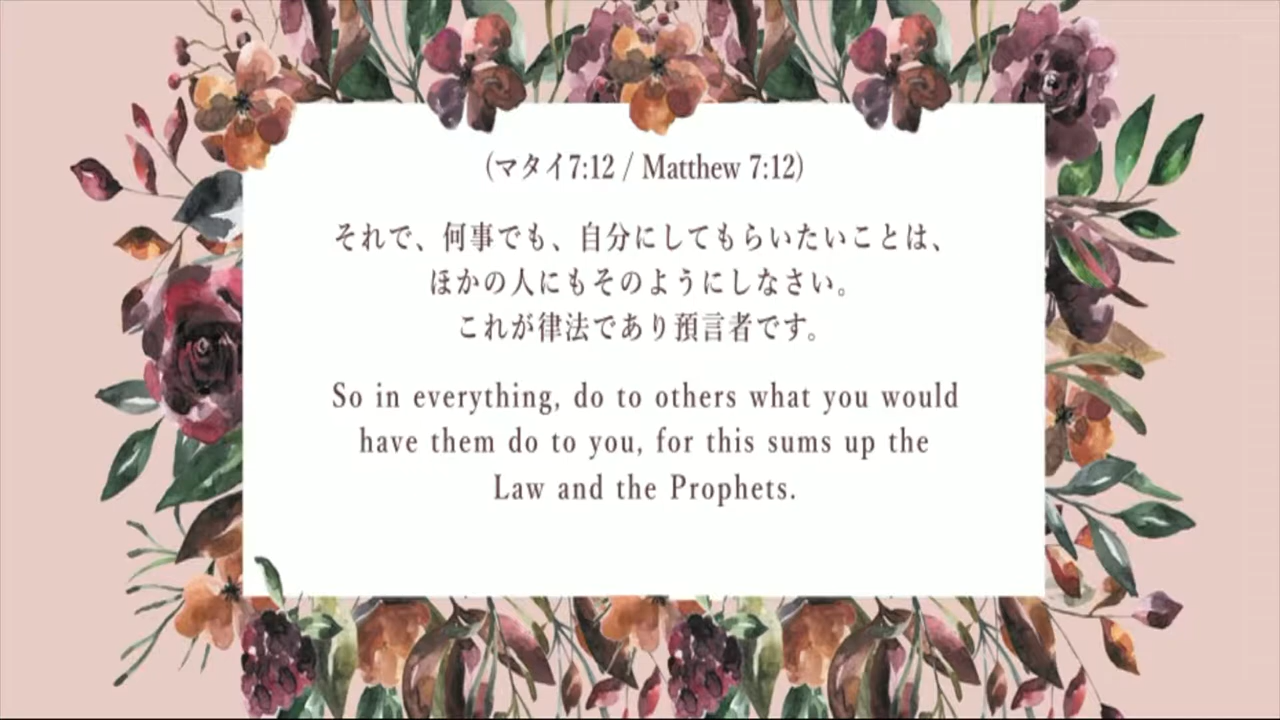 (マタイ7:12 / Matthew 7:12)
それで、何事でも、自分にしてもらいたいことは、
ほかの人にもそのようにしなさい。
これが律法であり預言者です。
So in everything, do to others what you would
have them do to you, for this sums up the
Law and the Prophets.